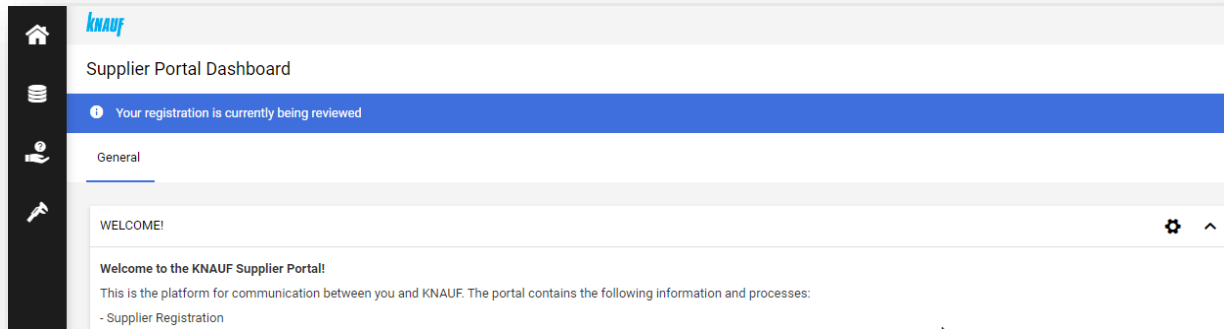 KNAUF
Supplier Portal Dashboard
Your registration is currently being reviewed
General
WELCOME!
Welcome to the KNAUF Supplier Portal!
This is the platform for communication between you and KNAUF. The portal contains the following information and processes:
- Supplier Registration